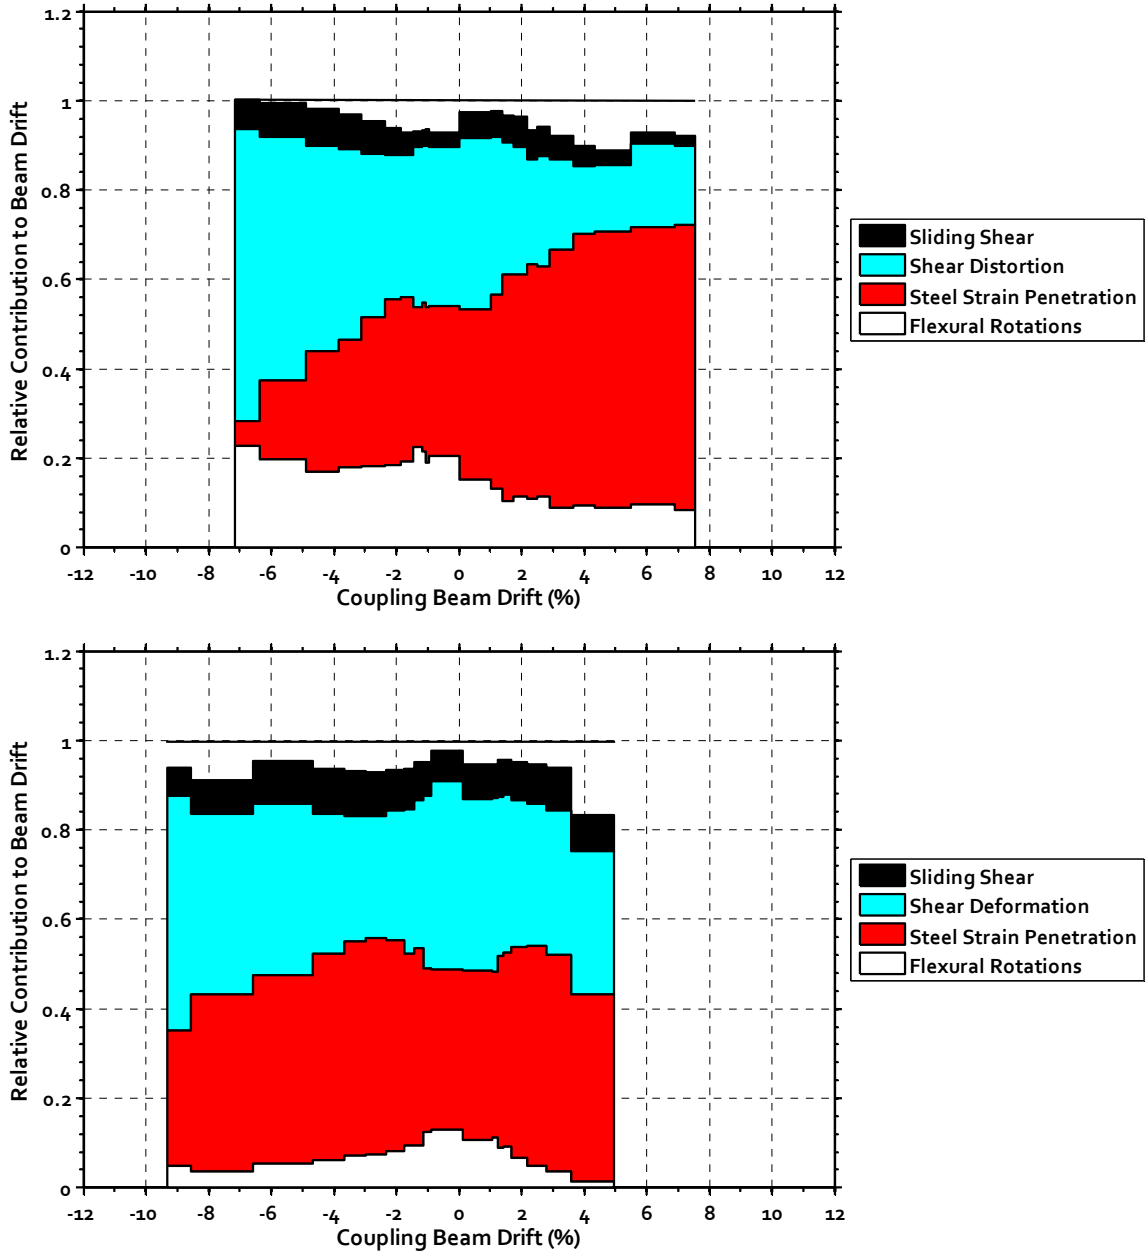 1.2
1
0.8
0.6
0.4
0.2
0
Relative Contribution to Beam Drift
-12 -10 -8 -6 -4 -2 0 2 4 6 8 10 12
Coupling Beam Drift (%)
Sliding Shear
Shear Distortion
Steel Strain Penetration
Flexural Rotations
1.2
1
0.8
0.6
0.4
0.2
0
Relative Contribution to Beam Drift
-12 -10 -8 -6 -4 -2 0 2 4 6 8 10 12
Coupling Beam Drift (%)
Sliding Shear
Shear Deformation
Steel Strain Penetration
Flexural Rotations